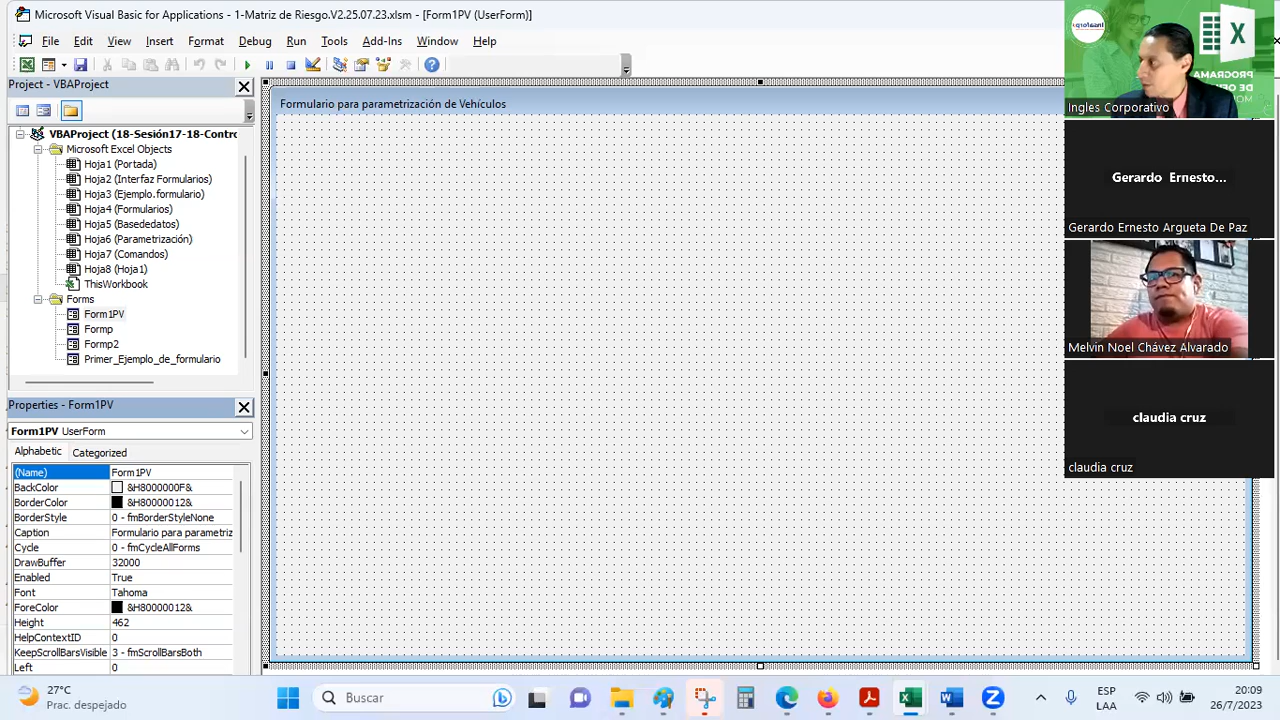 Microsoft Visual Basic for Applications - 1-Matriz de Riesgo.V2.25.07.23.xlsm - [Form1PV (UserForm)]
File Edit View Insert Format Debug Run Tools Add-Ins Window Help
Project - VBAProject
VBAProject (18-Sesión17-18-Contro
Microsoft Excel Objects
Hoja1 (Portada)
Hoja2 (Interfaz Formularios)
Hoja3 (Ejemplo.formulario)
Hoja4 (Formularios)
Hoja5 (Basededatos)
Hoja6 (Parametrización)
Hoja7 (Comandos)
Hoja8 (Hoja1)
ThisWorkbook
Forms
Form1PV
Formp
Formp2
Primer_Ejemplo_de_formulario
Properties - Form1PV
Form1PV UserForm
Alphabetic Categorized
(Name) Form1PV
BackColor &H8000000F&
BorderColor &H80000012&
BorderStyle 0 - fmBorderStyleNone
Caption Formulario para parametriz
Cycle 0 - fmCycleAllForms
DrawBuffer 32000
Enabled True
Font Tahoma
ForeColor &H80000012&
Height 462
HelpContextID 0
KeepScrollBarsVisible 3 - fmScrollBarsBoth
Left 0
Formulario para parametrización de Vehículos
PROGRAMA
Ingles Corporativo
Gerardo Ernesto...
Gerardo Ernesto Argueta De Paz
Melvin Noel Chávez Alvarado
claudia cruz
claudia cruz
27°C
Prac. despejado
Buscar
ESP
LAA
20:09
26/7/2023